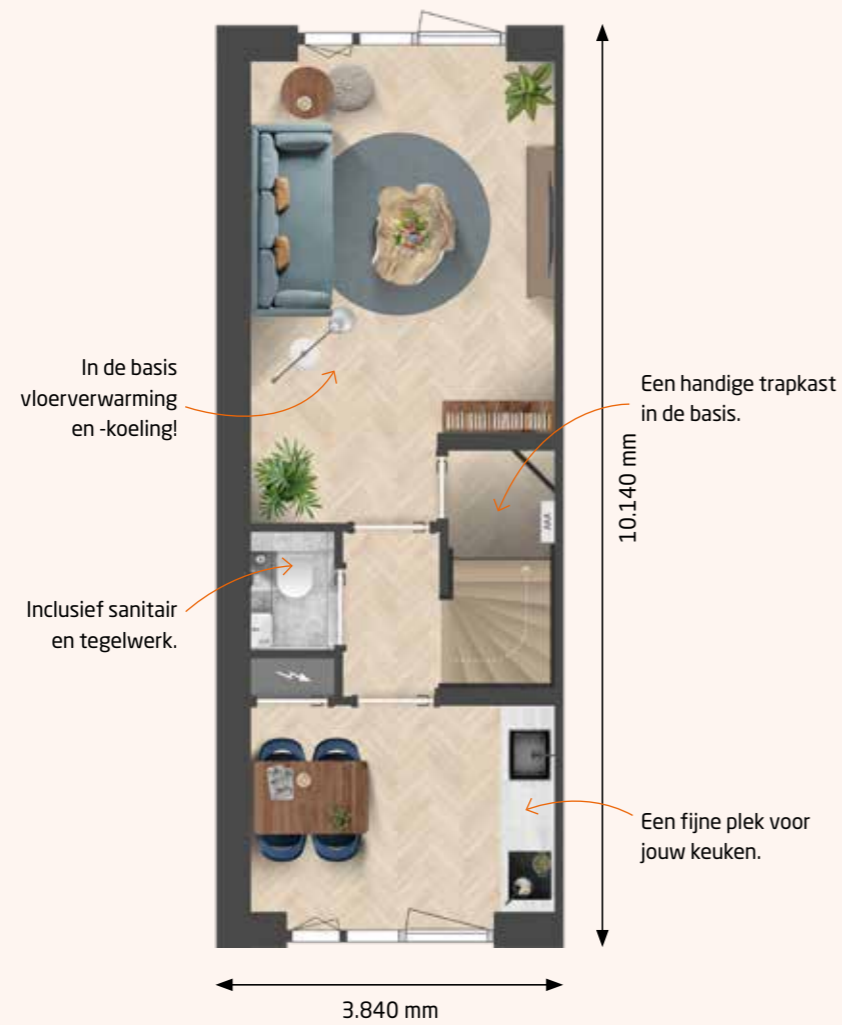 In de basis
vloerverwarming
en -koeling!
Een handige trapkast
in de basis.
10.140 mm
Inclusief sanitair
en tegelwerk.
Een fijne plek voor
jouw keuken.
3.840 mm